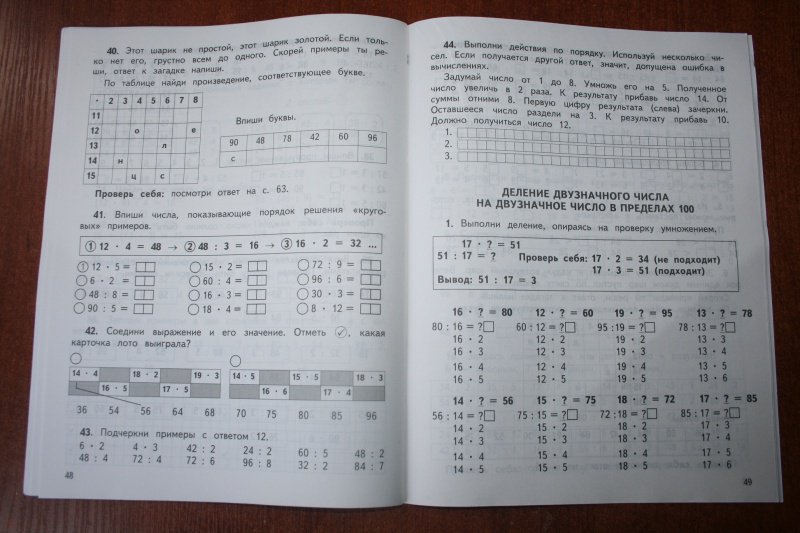 40. Этот шарик не простой, этот шарик золотой. Если толь-
ко нет его, грустно всем до одного. Скорей примеры ты ре-
ши, ответ к загадке напиши.
По таблице найди произведение, соответствующее букве.
· 2 3 4 5 6 7 8
11
12 о е
13 л
14 н
15 ц с
Впиши буквы.
90 48 78 42 60 96
с
Проверь себя: посмотри ответ на с. 63.
41. Впиши числа, показывающие порядок решения «круго-
вых» примеров.
1 12 · 4 = 48 → 2 48 : 3 = 16 → 3 16 · 2 = 32 ...
1 12 · 5 = 15 · 2 = 72 : 9 =
6 · 2 = 60 : 4 = 96 : 6 =
48 : 8 = 16 · 3 = 30 · 3 =
90 : 5 = 18 · 4 = 8 · 12 =
42. Соедини выражение и его значение. Отметь ✓, какая
карточка лото выиграла?
14 · 4 18 · 2 19 · 3 14 · 5 15 · 5 18 · 3
16 · 5 17 · 5 16 · 6 17 · 4
36 54 56 64 68 70 75 80 85 96
43. Подчеркни примеры с ответом 12.
6 · 2 4 · 3 42 : 2 24 : 2 60 : 5 48 : 2
48 : 4 72 : 4 72 : 6 96 : 8 32 : 2 84 : 7
48
44. Выполни действия по порядку. Используй несколько чи-
сел. Если получается другой ответ, значит, допущена ошибка в
вычислениях.
Задумай число от 1 до 8. Умножь его на 5. Полученное
число увеличь в 2 раза. К результату прибавь число 14. От
суммы отними 8. Первую цифру результата (слева) зачеркни.
Оставшееся число раздели на 3. К результату прибавь 10.
Должно получиться число 12.
1.
2.
3.
ДЕЛЕНИЕ ДВУЗНАЧНОГО ЧИСЛА
НА ДВУЗНАЧНОЕ ЧИСЛО В ПРЕДЕЛАХ 100
1. Выполни деление, опираясь на проверку умножением.
17 · ? = 51
51 : 17 = ? Проверь себя: 17 · 2 = 34 (не подходит)
17 · 3 = 51 (подходит)
Вывод: 51 : 17 = 3
16 · ? = 80 12 · ? = 60 19 · ? = 95 13 · ? = 78
80 : 16 = ? 60 : 12 = ? 95 : 19 = ? 78 : 13 = ?
16 · 2 12 · 2 19 · 2 13 · 3
16 · 3 12 · 3 19 · 3 13 · 4
16 · 4 12 · 4 19 · 4 13 · 5
16 · 5 12 · 5 19 · 5 13 · 6
14 · ? = 56 15 · ? = 75 18 · ? = 72 17 · ? = 85
56 : 14 = ? 75 : 15 = ? 72 : 18 = ? 85 : 17 = ?
14 · 2 15 · 2 18 · 2 17 · 3
14 · 3 15 · 3 18 · 3 17 · 4
14 · 4 15 · 4 18 · 4 17 · 5
14 · 5 15 · 5 18 · 5 17 · 6
49